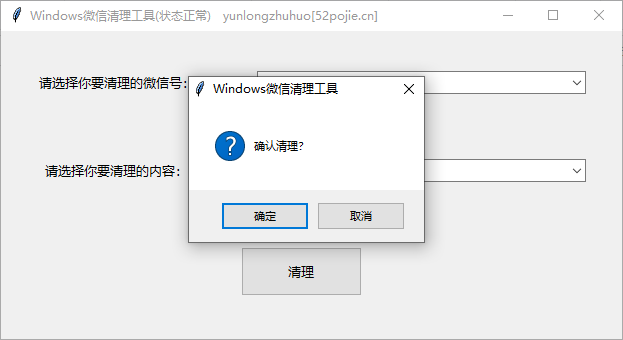 Windows微信清理工具(状态正常) yunlongzhuhuo[52pojie.cn]
请选择你要清理的微信号:
Windows微信清理工具
确认清理?
请选择你要清理的内容:
确定
取消
清理